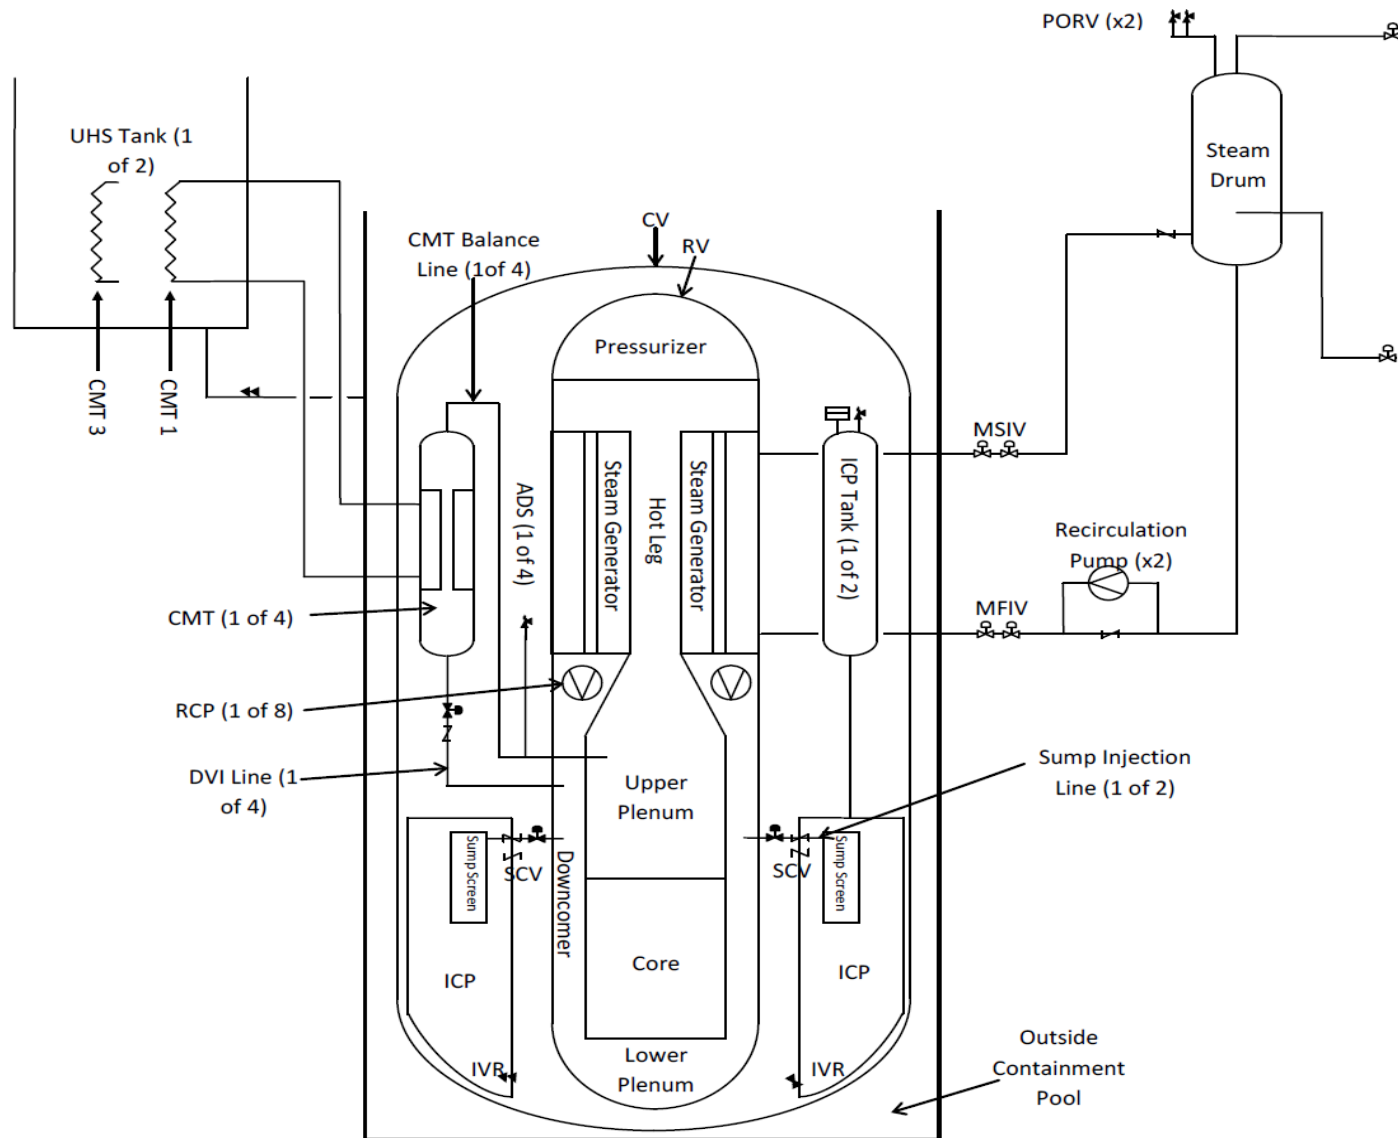 PORV (x2)
UHS Tank (1
of 2)
Steam
Drum
CV
CMT Balance
Line (1of 4)
RV
Pressurizer
CMT 3
CMT 1
ADS (1 of 4)
Steam Generator
Hot Leg
Steam Generator
ICP Tank (1 of 2)
MSIV
Recirculation
Pump (x2)
CMT (1 of 4)
MFIV
RCP (1 of 8)
DVI Line (1
of 4)
Upper
Plenum
Sump Injection
Line (1 of 2)
Sump Screen
SCV
Downcomer
SCV
Sump Screen
ICP
Core
ICP
IVR
Lower
Plenum
IVR
Outside
Containment
Pool